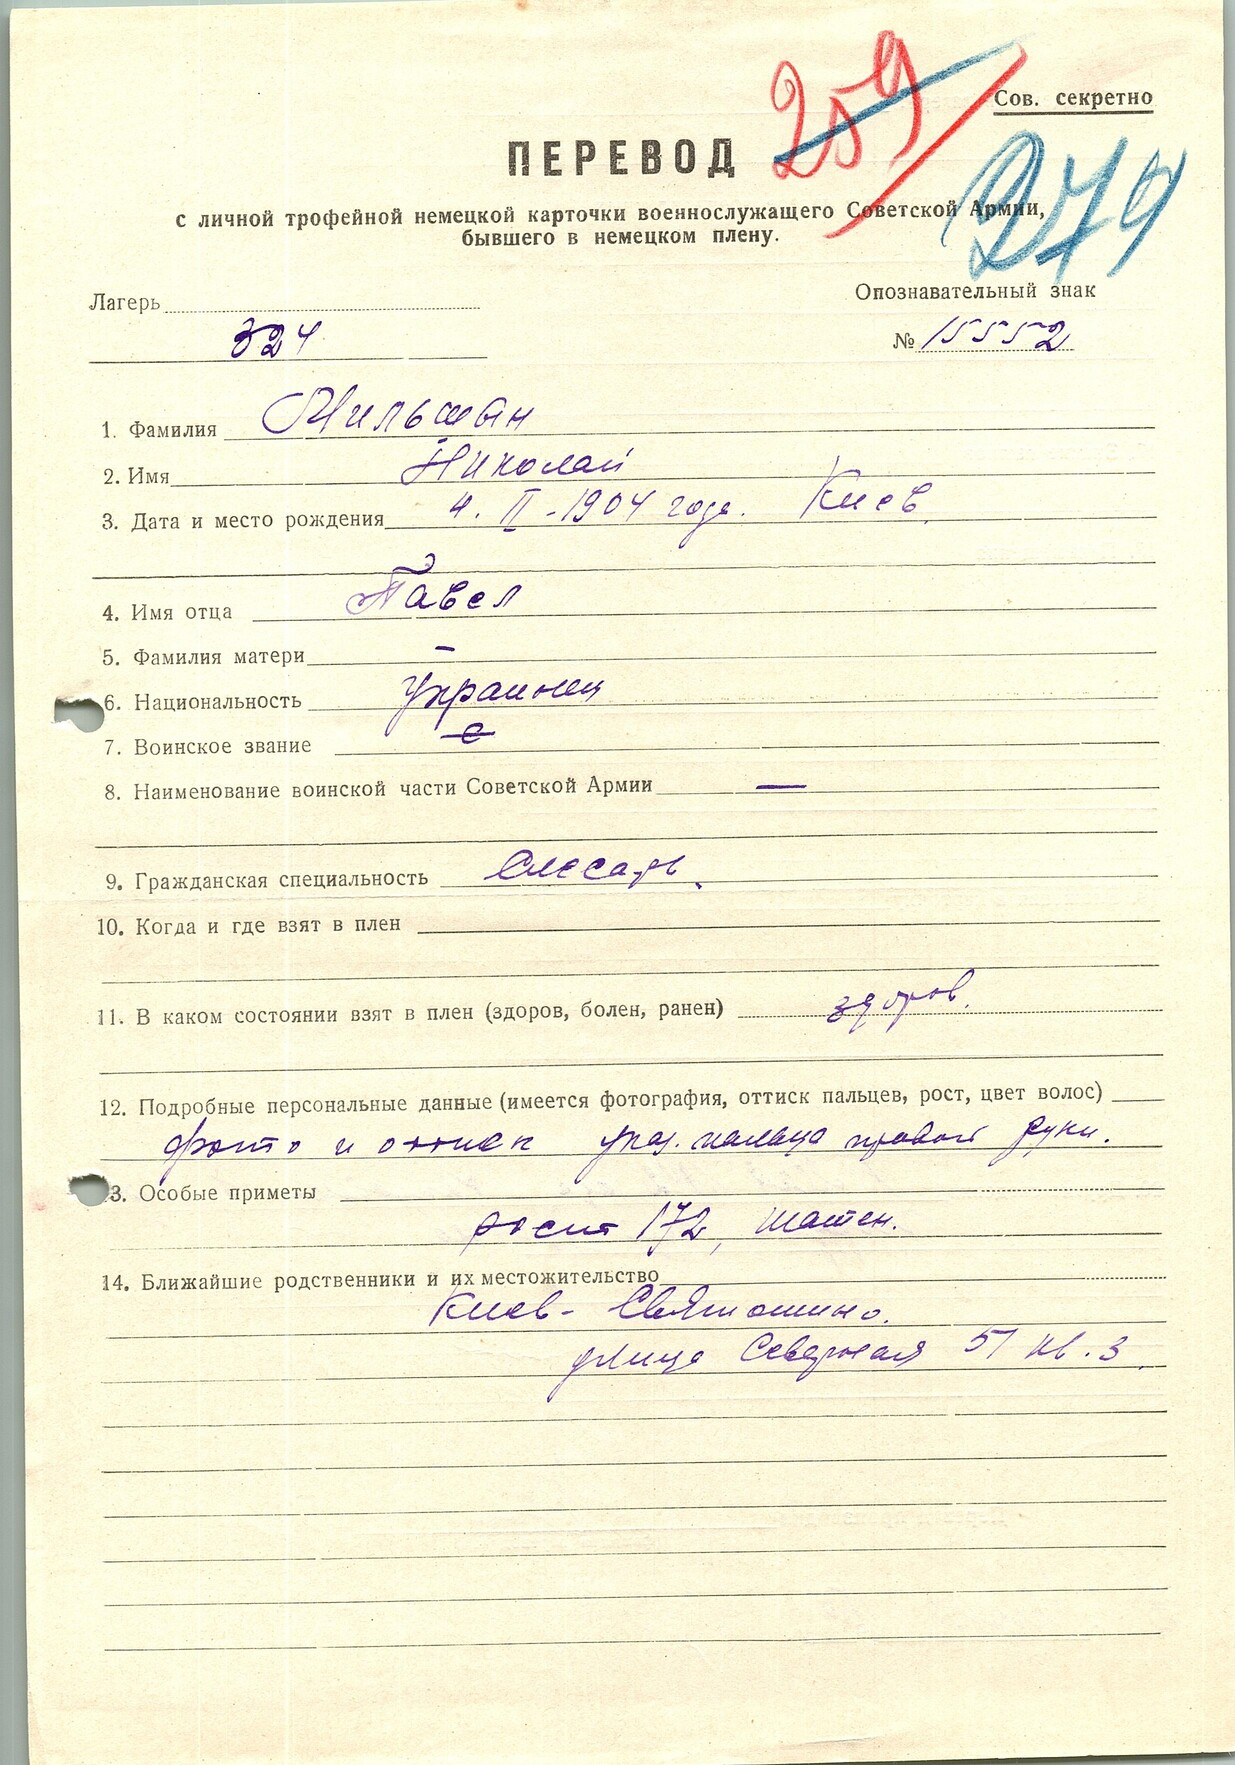 259
Сов. секретно
ПЕРЕВОД
279
с личной трофейной немецкой карточки военнослужащего Советской Армии,
бывшего в немецком плену.
Лагерь
324
Опознавательный знак
№ 15552
1. Фамилия Мильман
2. Имя Николай
3. Дата и место рождения 4. II - 1904 года. Киев.
4. Имя отца Павел
5. Фамилия матери —
6. Национальность Украинец
7. Воинское звание
8. Наименование воинской части Советской Армии —
9. Гражданская специальность Слесарь.
10. Когда и где взят в плен
11. В каком состоянии взят в плен (здоров, болен, ранен) здоров.
12. Подробные персональные данные (имеется фотография, оттиск пальцев, рост, цвет волос)
фото и оттиск указ. пальца правой руки.
3. Особые приметы
рост 172, шатен.
14. Ближайшие родственники и их местожительство
Киев - Святошино.
улица Северная 51 кв. 3